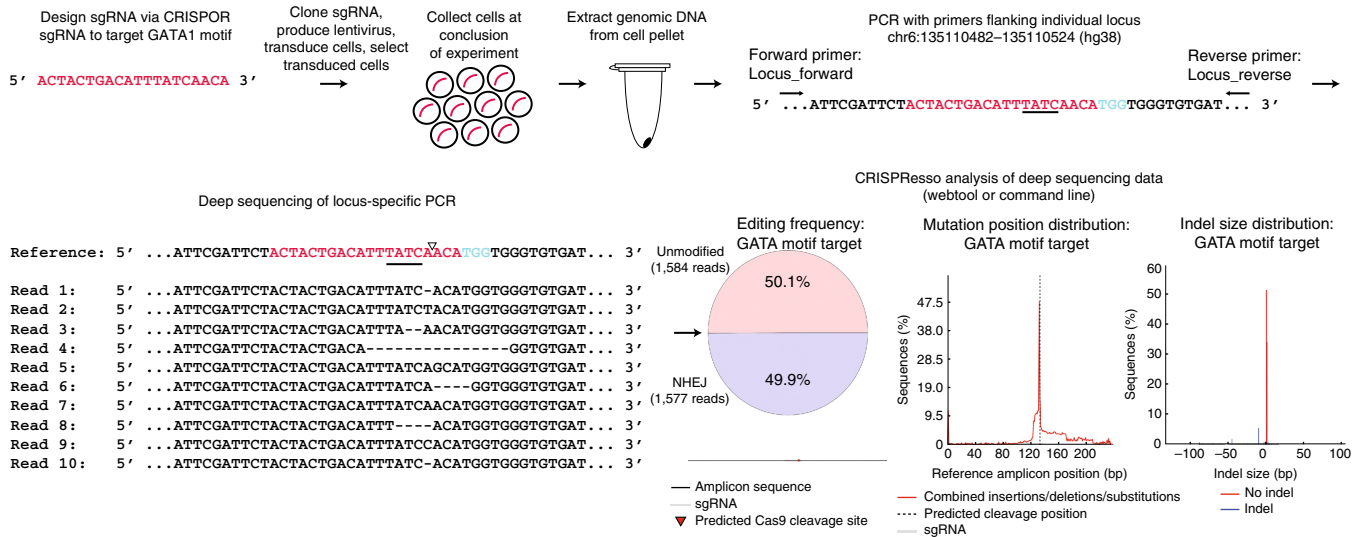 Design sgRNA via CRISPOR
sgRNA to target GATA1 motif
5′ ACTACTGACATTTATCAACA 3′
Clone sgRNA,
produce lentivirus,
transduce cells, select
transduced cells
Collect cells at
conclusion
of experiment
Extract genomic DNA
from cell pellet
PCR with primers flanking individual locus
chr6:135110482–135110524 (hg38)
Forward primer:
Locus_forward
Reverse primer:
Locus_reverse
5′ ...ATTCGATTCTACTACTGACATTTATCAACATGGTGGGTGTGAT... 3′
Deep sequencing of locus-specific PCR
Reference: 5′ ...ATTCGATTCTACTACTGACATTTATCAACATGGTGGGTGTGAT... 3′
Read 1: 5′ ...ATTCGATTCTACTACTGACATTTATC-ACATGGTGGGTGTGAT... 3′
Read 2: 5′ ...ATTCGATTCTACTACTGACATTTATCTACATGGTGGGTGTGAT... 3′
Read 3: 5′ ...ATTCGATTCTACTACTGACATTTA--AACATGGTGGGTGTGAT... 3′
Read 4: 5′ ...ATTCGATTCTACTACTGACA---------------GGTGTGAT... 3′
Read 5: 5′ ...ATTCGATTCTACTACTGACATTTATCAGCATGGTGGGTGTGAT... 3′
Read 6: 5′ ...ATTCGATTCTACTACTGACATTTATCA----GGTGGGTGTGAT... 3′
Read 7: 5′ ...ATTCGATTCTACTACTGACATTTATCAACATGGTGGGTGTGAT... 3′
Read 8: 5′ ...ATTCGATTCTACTACTGACATTT----ACATGGTGGGTGTGAT... 3′
Read 9: 5′ ...ATTCGATTCTACTACTGACATTTATCCACATGGTGGGTGTGAT... 3′
Read 10: 5′ ...ATTCGATTCTACTACTGACATTTATC-ACATGGTGGGTGTGAT... 3′
CRISPResso analysis of deep sequencing data
(webtool or command line)
Editing frequency:
GATA motif target
Unmodified
(1,584 reads)
50.1%
49.9%
NHEJ
(1,577 reads)
Amplicon sequence
sgRNA
Predicted Cas9 cleavage site
Mutation position distribution:
GATA motif target
Sequences (%)
47.5
38.0
28.5
19.0
9.5
0
0 40 80 120 200
Reference amplicon position (bp)
Combined insertions/deletions/substitutions
Predicted cleavage position
sgRNA
Indel size distribution:
GATA motif target
Sequences (%)
60
50
40
30
20
10
0
−100 −50 0 50 100
Indel size (bp)
No indel
Indel